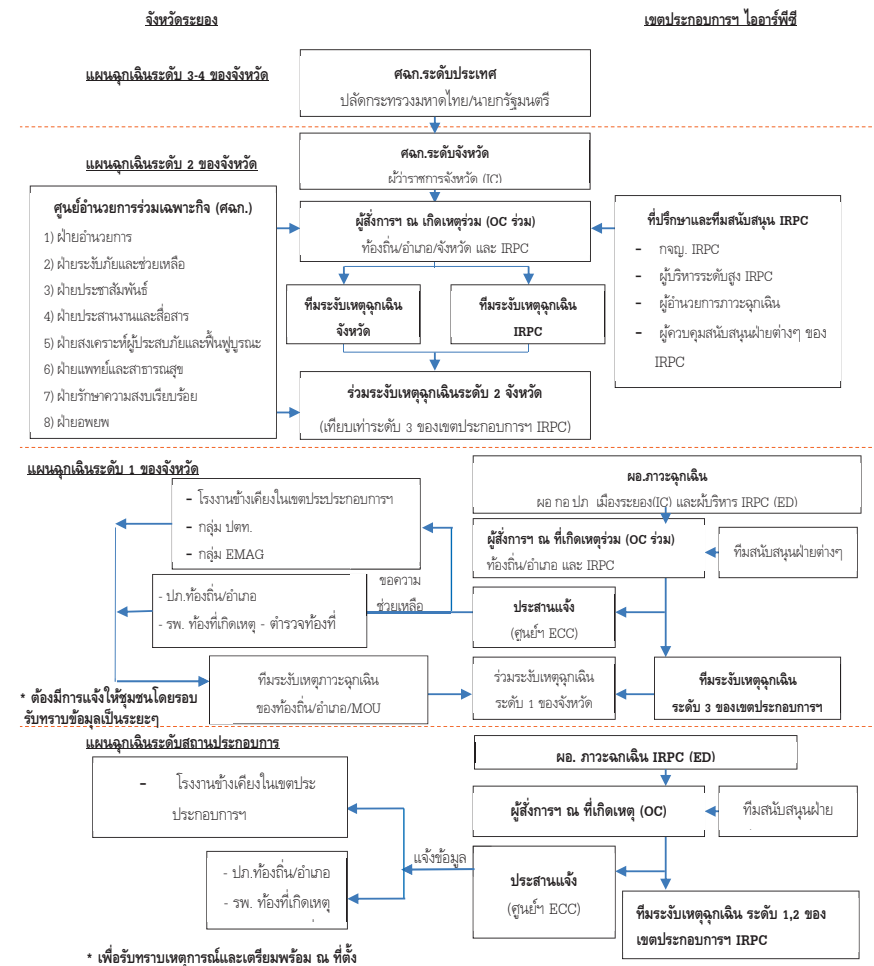 จังหวัดระยอง
เขตประกอบการฯ ไออาร์พีซี
แผนฉุกเฉินระดับ 3-4 ของจังหวัด
ศฉก.ระดับประเทศ
ปลัดกระทรวงมหาดไทย/นายกรัฐมนตรี
แผนฉุกเฉินระดับ 2 ของจังหวัด
ศฉก.ระดับจังหวัด
ผู้ว่าราชการจังหวัด (IC)
ศูนย์อำนวยการร่วมเฉพาะกิจ (ศฉก.)
1) ฝ่ายอำนวยการ
2) ฝ่ายระงับภัยและช่วยเหลือ
3) ฝ่ายประชาสัมพันธ์
4) ฝ่ายประสานงานและสื่อสาร
5) ฝ่ายสงเคราะห์ผู้ประสบภัยและฟื้นฟูบูรณะ
6) ฝ่ายแพทย์และสาธารณสุข
7) ฝ่ายรักษาความสงบเรียบร้อย
8) ฝ่ายอพยพ
ผู้สั่งการฯ ณ เกิดเหตุร่วม (OC ร่วม)
ท้องถิ่น/อำเภอ/จังหวัด และ IRPC
ที่ปรึกษาและทีมสนับสนุน IRPC
- กจญ. IRPC
- ผู้บริหารระดับสูง IRPC
- ผู้อำนวยการภาวะฉุกเฉิน
- ผู้ควบคุมสนับสนุนฝ่ายต่างๆ ของ
IRPC
ทีมระงับเหตุฉุกเฉิน
จังหวัด
ทีมระงับเหตุฉุกเฉิน
IRPC
ร่วมระงับเหตุฉุกเฉินระดับ 2 จังหวัด
(เทียบเท่าระดับ 3 ของเขตประกอบการฯ IRPC)
แผนฉุกเฉินระดับ 1 ของจังหวัด
ผอ.ภาวะฉุกเฉิน
ผอ กอ ปภ เมืองระยอง(IC) และผู้บริหาร IRPC (ED)
- โรงงานข้างเคียงในเขตประประกอบการฯ
- กลุ่ม ปตท.
- กลุ่ม EMAG
ผู้สั่งการฯ ณ ที่เกิดเหตุร่วม (OC ร่วม)
ท้องถิ่น/อำเภอ และ IRPC
ทีมสนับสนุนฝ่ายต่างๆ
ขอความ
ช่วยเหลือ
- ปภ.ท้องถิ่น/อำเภอ
- รพ. ท้องที่เกิดเหตุ - ตำรวจท้องที่
ประสานแจ้ง
(ศูนย์ฯ ECC)
ทีมระงับเหตุภาวะฉุกเฉิน
ของท้องถิ่น/อำเภอ/MOU
ร่วมระงับเหตุฉุกเฉิน
ระดับ 1 ของจังหวัด
ทีมระงับเหตุฉุกเฉิน
ระดับ 3 ของเขตประกอบการฯ
* ต้องมีการแจ้งให้ชุมชนโดยรอบ
รับทราบข้อมูลเป็นระยะๆ
แผนฉุกเฉินระดับสถานประกอบการ
ผอ. ภาวะฉุกเฉิน IRPC (ED)
- โรงงานข้างเคียงในเขตประ
ประกอบการฯ
ผู้สั่งการฯ ณ ที่เกิดเหตุ (OC)
ทีมสนับสนุนฝ่าย
แจ้งข้อมูล
- ปภ.ท้องถิ่น/อำเภอ
- รพ. ท้องที่เกิดเหตุ
ประสานแจ้ง
(ศูนย์ฯ ECC)
ทีมระงับเหตุฉุกเฉิน ระดับ 1,2 ของ
เขตประกอบการฯ IRPC
* เพื่อรับทราบเหตุการณ์และเตรียมพร้อม ณ ที่ตั้ง